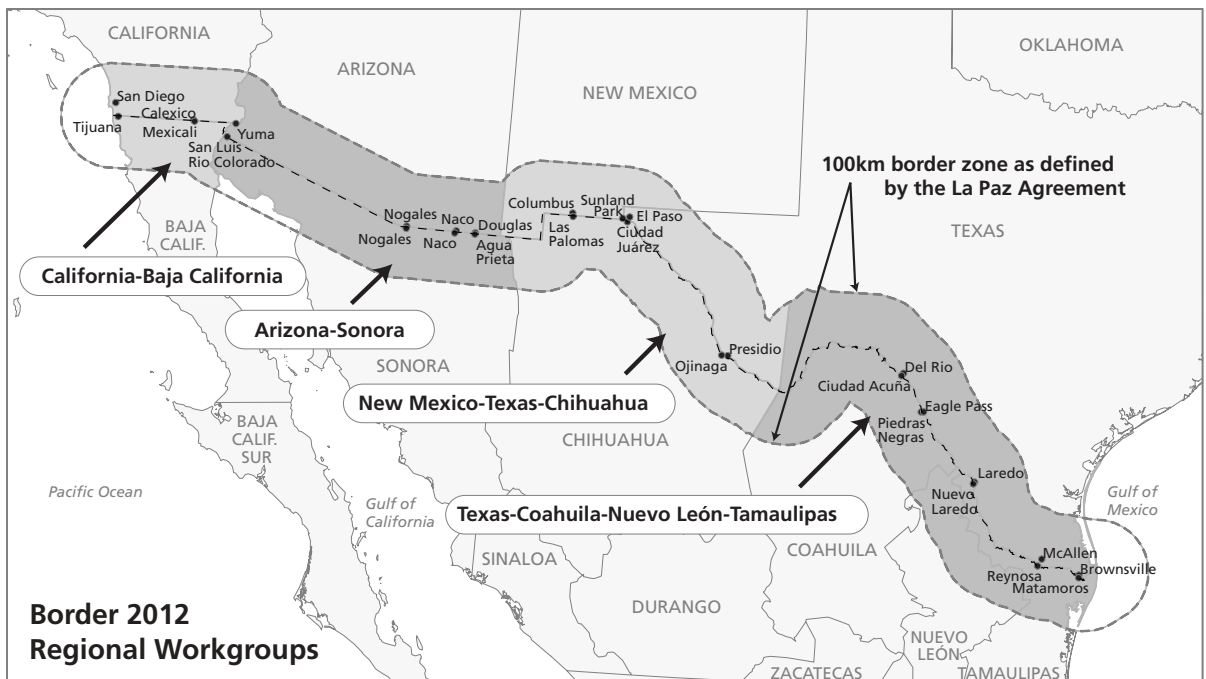 CALIFORNIA
ARIZONA
NEW MEXICO
OKLAHOMA
San Diego
Calexico
Tijuana
Mexicali
Yuma
San Luis
Rio Colorado
100km border zone as defined
by the La Paz Agreement
Nogales
Naco
Douglas
Columbus
Sunland
Park
El Paso
Nogales
Naco
Agua
Prieta
Las
Palomas
Ciudad
Juárez
TEXAS
BAJA
CALIF.
California-Baja California
Arizona-Sonora
SONORA
Ojinaga
Presidio
Del Rio
Ciudad Acuña
New Mexico-Texas-Chihuahua
Eagle Pass
Piedras
Negras
BAJA
CALIF.
SUR
CHIHUAHUA
Laredo
Nuevo
Laredo
Pacific Ocean
Gulf of
California
Gulf of
Mexico
Texas-Coahuila-Nuevo León-Tamaulipas
SINALOA
COAHUILA
McAllen
Brownsville
Reynosa
Matamoros
DURANGO
Border 2012
Regional Workgroups
NUEVO
LEÓN
ZACATECAS
TAMAULIPAS